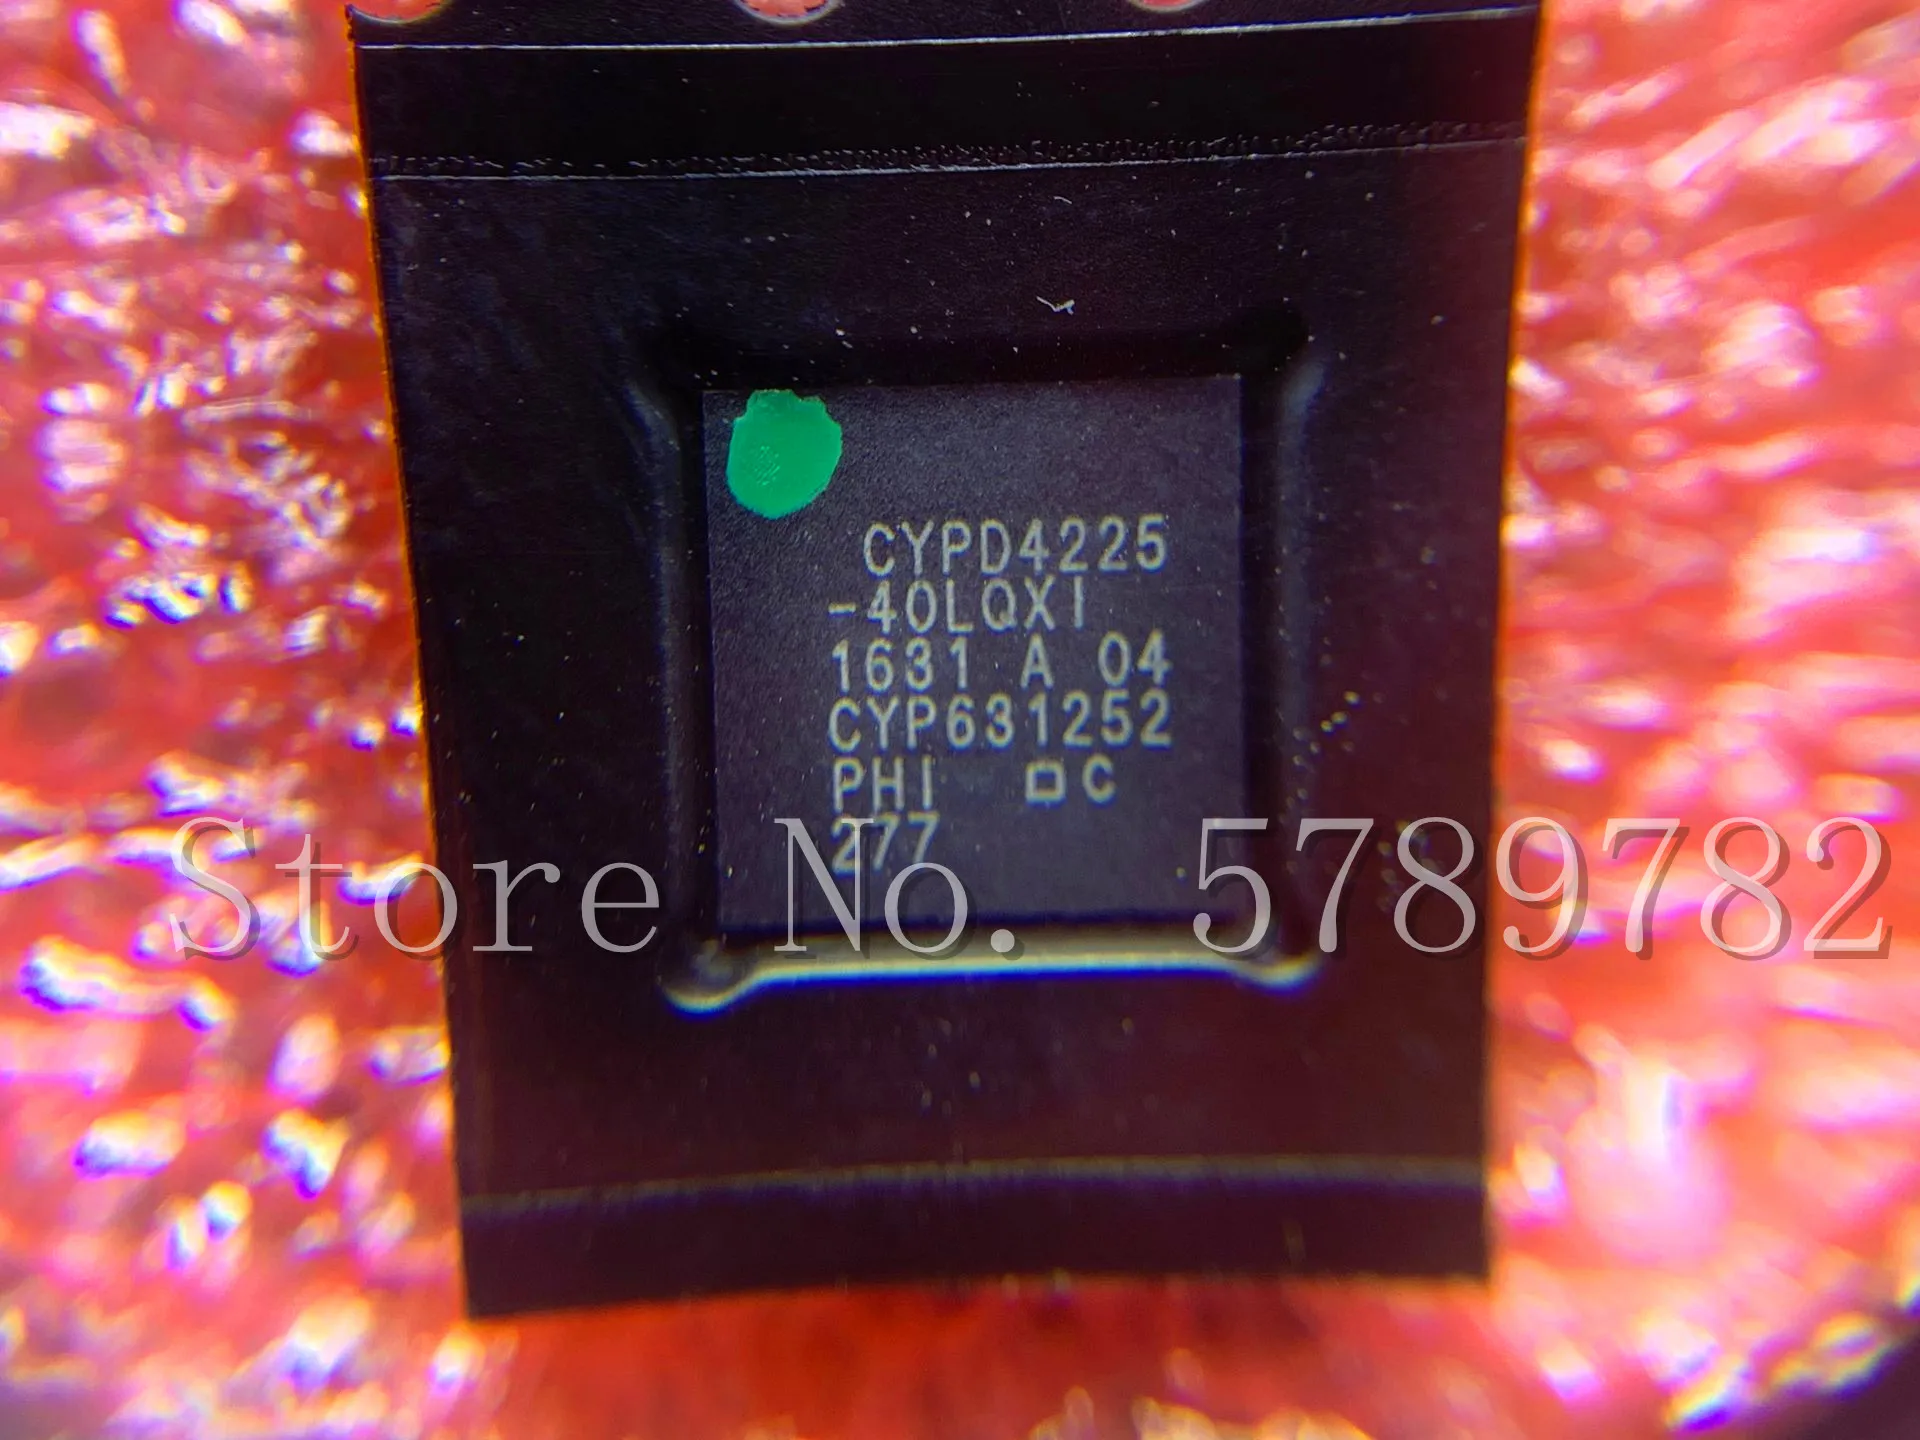 CYPD4225
-40LQXI
1631 A 04
CYP631252
PHI □ C
277
Store No. 5789782